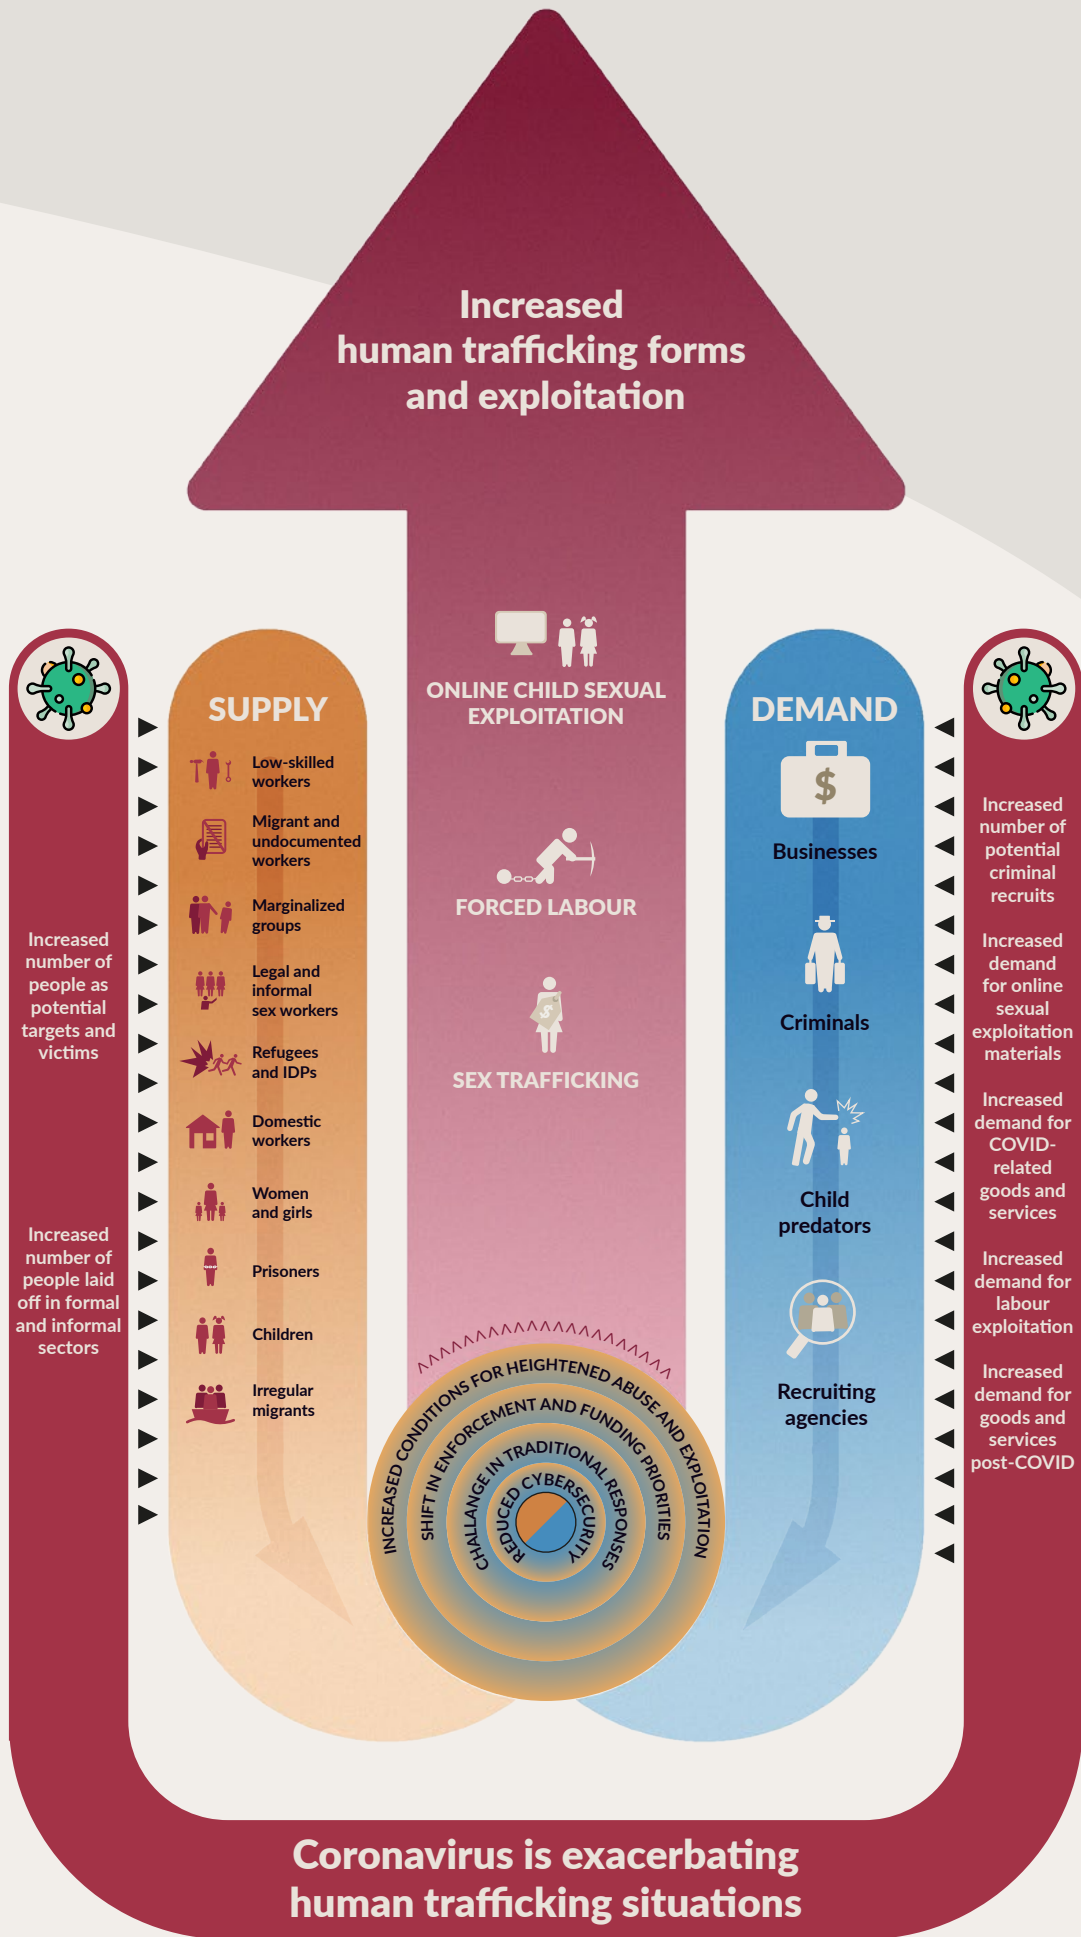 Increased
human trafficking forms
and exploitation
ONLINE CHILD SEXUAL
EXPLOITATION
FORCED LABOUR
SEX TRAFFICKING
Increased
number of
people as
potential
targets and
victims
Increased
number of
people laid
off in formal
and informal
sectors
SUPPLY
Low-skilled
workers
Migrant and
undocumented
workers
Marginalized
groups
Legal and
informal
sex workers
Refugees
and IDPs
Domestic
workers
Women
and girls
Prisoners
Children
Irregular
migrants
DEMAND
$
Businesses
Criminals
Child
predators
Recruiting
agencies
$
Increased
number of
potential
criminal
recruits
Increased
demand
for online
sexual
exploitation
materials
Increased
demand for
COVID-
related
goods and
services
Increased
demand for
labour
exploitation
Increased
demand for
goods and
services
post-COVID
INCREASED CONDITIONS FOR HEIGHTENED ABUSE AND EXPLOITATION
SHIFT IN ENFORCEMENT AND FUNDING PRIORITIES
CHALLANGE IN TRADITIONAL RESPONSES
REDUCED CYBERSECURITY
Coronavirus is exacerbating
human trafficking situations